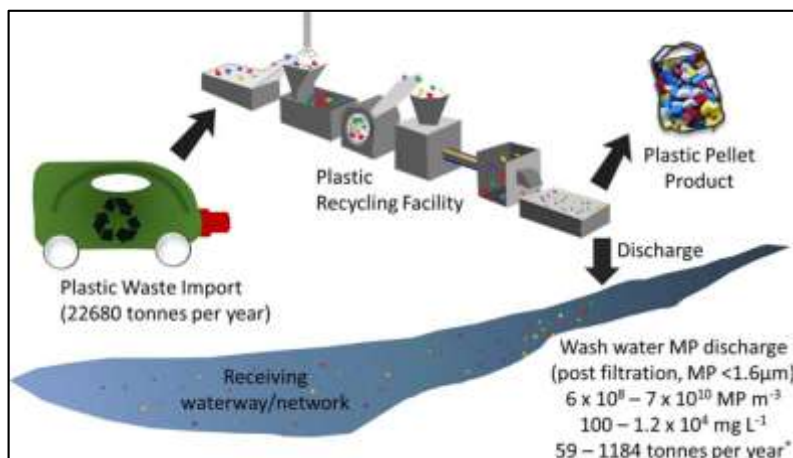 Plastic
Recycling Facility
Plastic Pellet
Product
Plastic Waste Import
(22680 tonnes per year)
Discharge
Receiving
waterway/network
Wash water MP discharge
(post filtration, MP <1.6µm)
6 x 10⁸ – 7 x 10¹⁰ MP m⁻³
100 – 1.2 x 10⁴ mg L⁻¹
59 – 1184 tonnes per year*